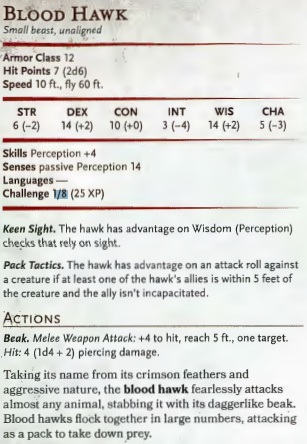 BLOOD HAWK
Small beast, unaligned
Armor Class 12
Hit Points 7 (2d6)
Speed 10 ft., fly 60 ft.
STR DEX CON INT WIS CHA
6 (−2) 14 (+2) 10 (+0) 3 (−4) 14 (+2) 5 (−3)
Skills Perception +4
Senses passive Perception 14
Languages —
Challenge 1/8 (25 XP)
Keen Sight. The hawk has advantage on Wisdom (Perception)
checks that rely on sight.
Pack Tactics. The hawk has advantage on an attack roll against
a creature if at least one of the hawk's allies is within 5 feet of
the creature and the ally isn't incapacitated.
ACTIONS
Beak. Melee Weapon Attack: +4 to hit, reach 5 ft., one target.
Hit: 4 (1d4 + 2) piercing damage.
Taking its name from its crimson feathers and
aggressive nature, the blood hawk fearlessly attacks
almost any animal, stabbing it with its daggerlike beak.
Blood hawks flock together in large numbers, attacking
as a pack to take down prey.